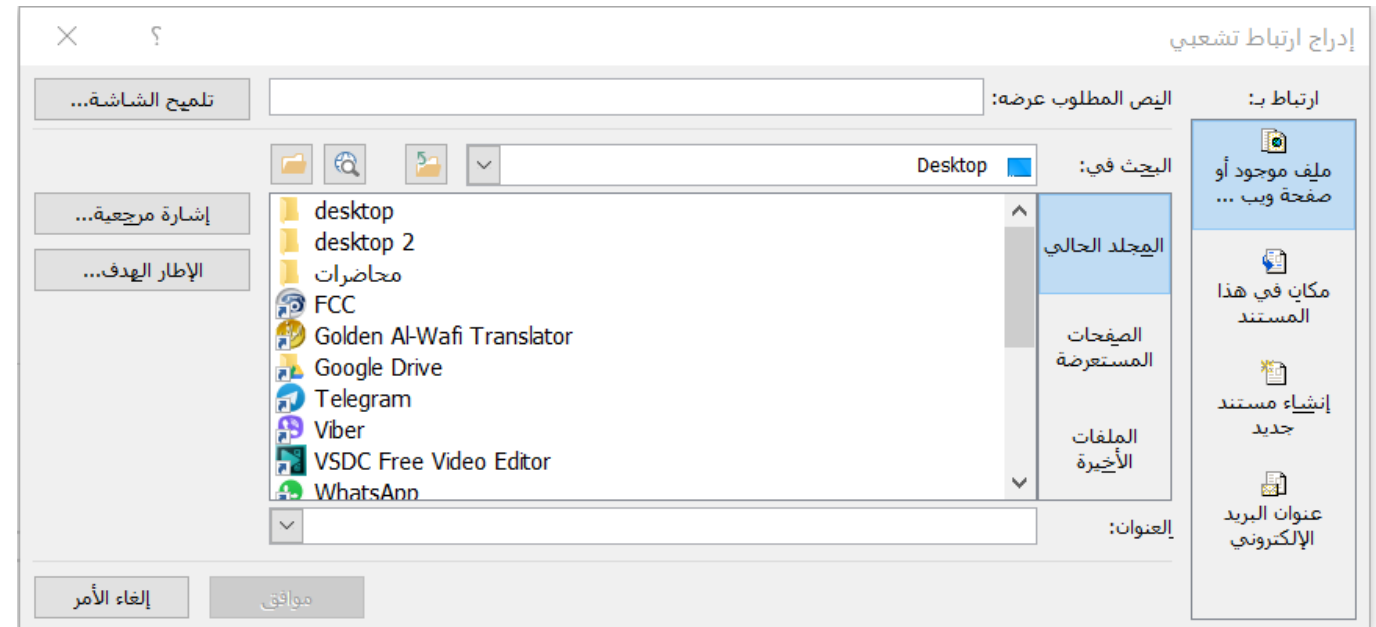 إدراج ارتباط تشعبي
؟
ارتباط بـ:
النص المطلوب عرضه:
تلميح الشاشة...
ملف موجود أو
صفحة ويب ...
مكان في هذا
المستند
إنشاء مستند
جديد
عنوان البريد
الإلكتروني
البحث في:
Desktop
المجلد الحالي
الصفحات
المستعرضة
الملفات
الأخيرة
desktop
desktop 2
محاضرات
FCC
Golden Al-Wafi Translator
Google Drive
Telegram
Viber
VSDC Free Video Editor
WhatsApp
إشارة مرجعية...
الإطار الهدف...
العنوان:
موافق
إلغاء الأمر